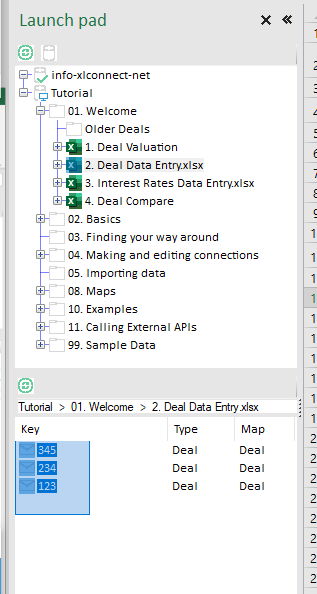 Launch pad
info-xlconnect-net
Tutorial
01. Welcome
Older Deals
1. Deal Valuation
2. Deal Data Entry.xlsx
3. Interest Rates Data Entry.xlsx
4. Deal Compare
02. Basics
03. Finding your way around
04. Making and editing connections
05. Importing data
08. Maps
10. Examples
11. Calling External APIs
99. Sample Data
Tutorial > 01. Welcome > 2. Deal Data Entry.xlsx
Key Type Map
345 Deal Deal
234 Deal Deal
123 Deal Deal